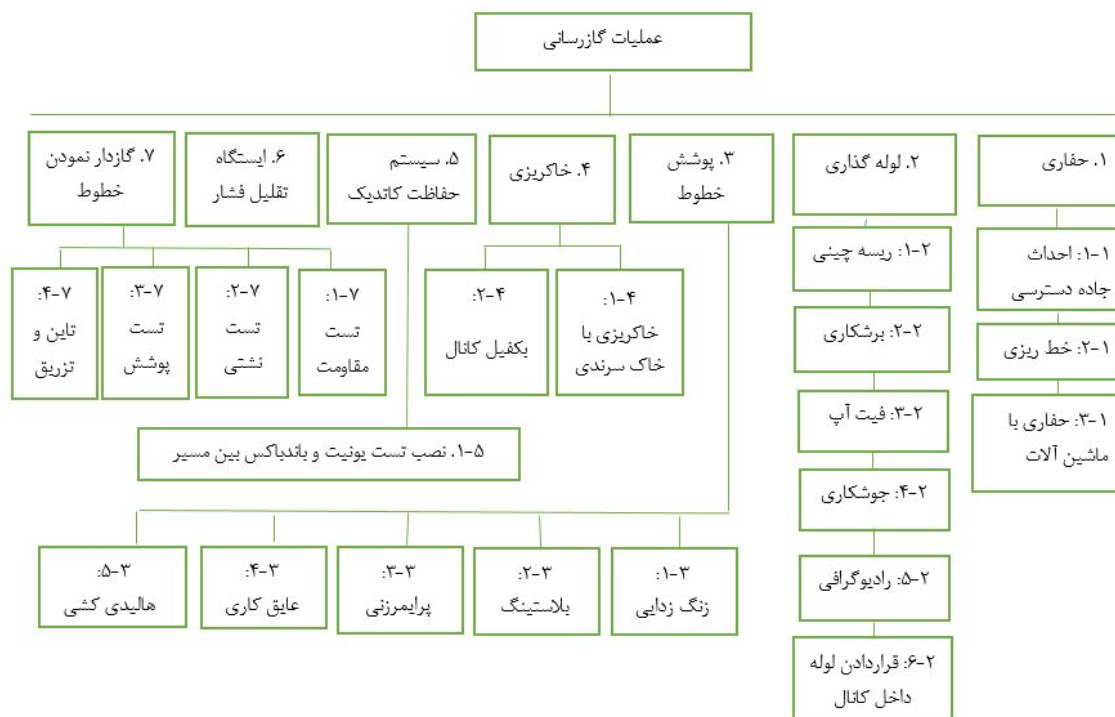 عملیات گازرسانی
۱. حفاری
۲. لوله گذاری
۳. پوشش
خطوط
۴. خاکریزی
۵. سیستم
حفاظت کاتدیک
۶. ایستگاه
تقلیل فشار
۷. گازدار نمودن
خطوط
۱-۱: احداث
جاده دسترسی
۲-۱: خط ریزی
۳-۱: حفاری با
ماشین آلات
۱-۲: ریسه چینی
۲-۲: برشکاری
۳-۲: فیت آپ
۴-۲: جوشکاری
۵-۲: رادیوگرافی
۶-۲: قراردادن لوله
داخل کانال
۱-۴:
خاکریزی با
خاک سرندی
۲-۴:
بکفیل کانال
۱-۷:
تست
مقاومت
۲-۷:
تست
نشتی
۳-۷:
تست
پوشش
۴-۷:
تاین و
تزریق
۱-۵. نصب تست یونیت و باندباکس بین مسیر
۱-۳:
زنگ زدایی
۲-۳:
بلاستینگ
۳-۳:
پرایمرزنی
۴-۳:
عایق کاری
۵-۳:
هالیدی کشی